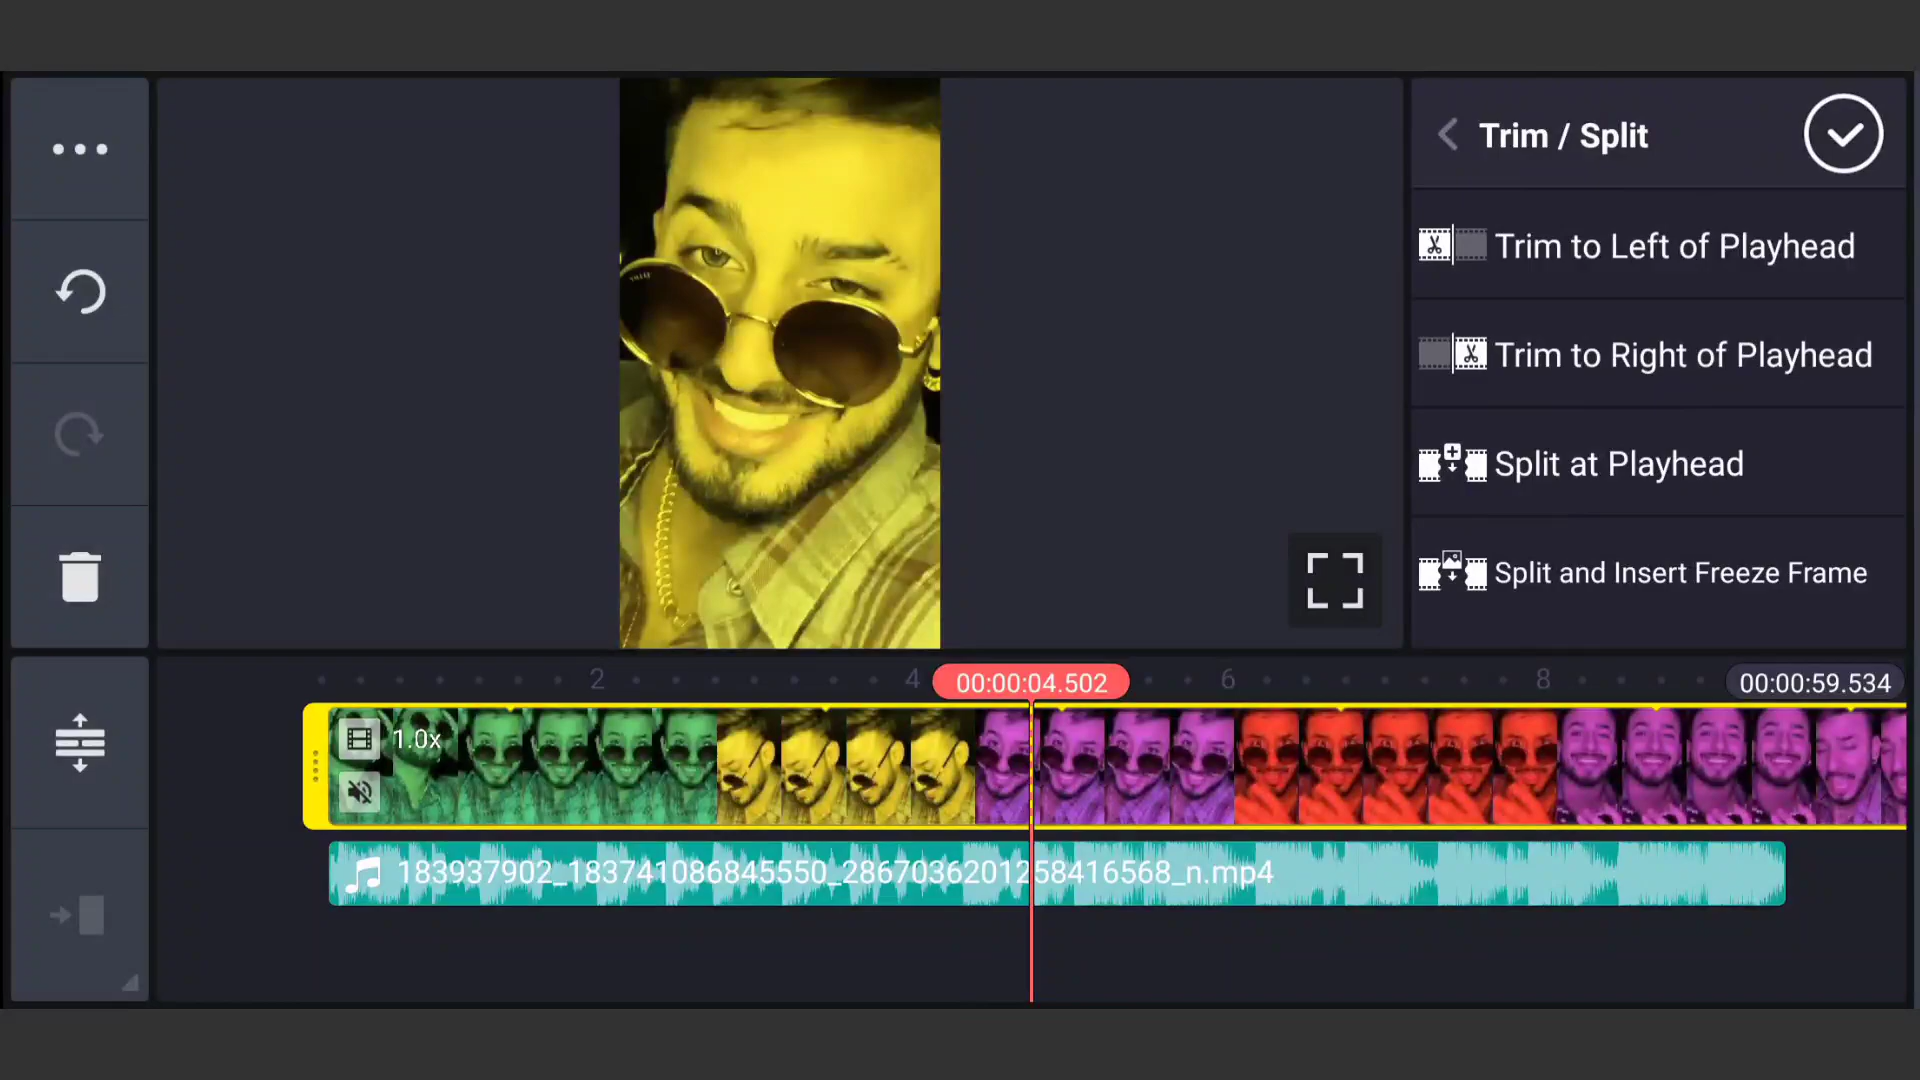 Trim / Split
Trim to Left of Playhead
Trim to Right of Playhead
Split at Playhead
Split and Insert Freeze Frame
2
4
00:00:04.502
6
8
00:00:59.534
1.0x
183937902_183741086845550_2867036201258416568_n.mp4